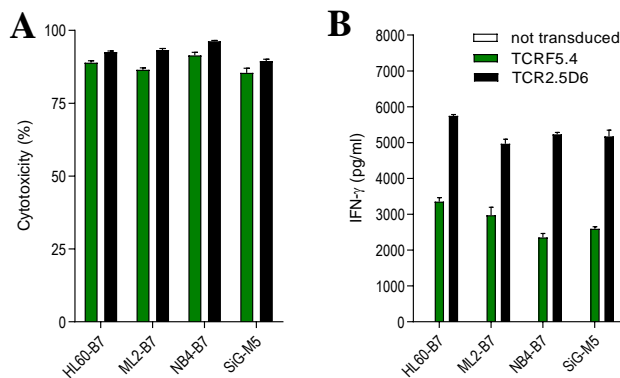 A
Cytotoxicity (%)
100
75
50
25
0
HL60-B7
ML2-B7
NB4-B7
SiG-M5
B
not transduced
TCRF5.4
TCR2.5D6
IFN-γ (pg/ml)
8000
7000
6000
5000
4000
3000
2000
1000
0
HL60-B7
ML2-B7
NB4-B7
SiG-M5